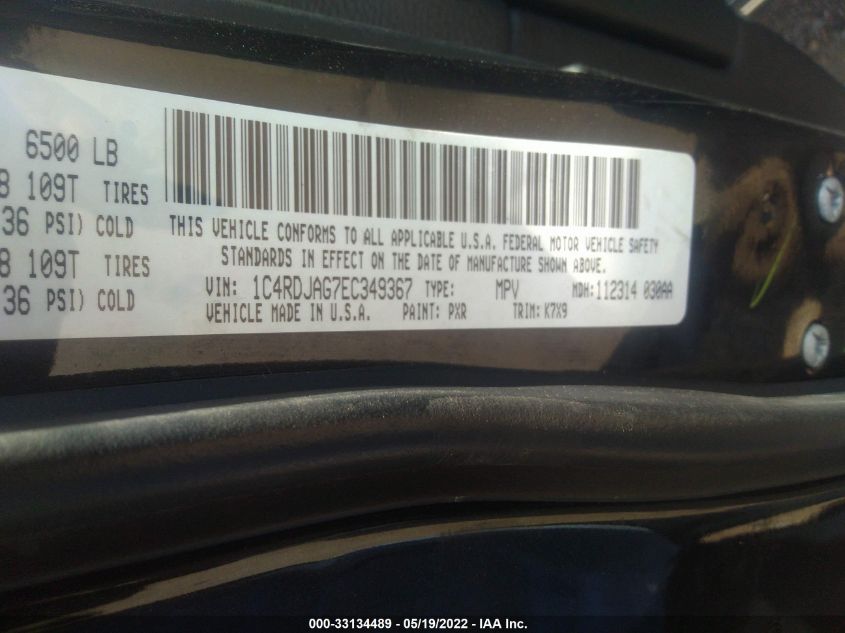 6500 LB
8 109T TIRES
36 PSI) COLD
8 109T TIRES
36 PSI) COLD
THIS VEHICLE CONFORMS TO ALL APPLICABLE U.S.A. FEDERAL MOTOR VEHICLE SAFETY
STANDARDS IN EFFECT ON THE DATE OF MANUFACTURE SHOWN ABOVE.
VIN: 1C4RDJAG7EC349367 TYPE: MPV MDH:112314 030AA
VEHICLE MADE IN U.S.A. PAINT: PXR TRIM: K7X9
000-33134489 - 05/19/2022 - IAA Inc.